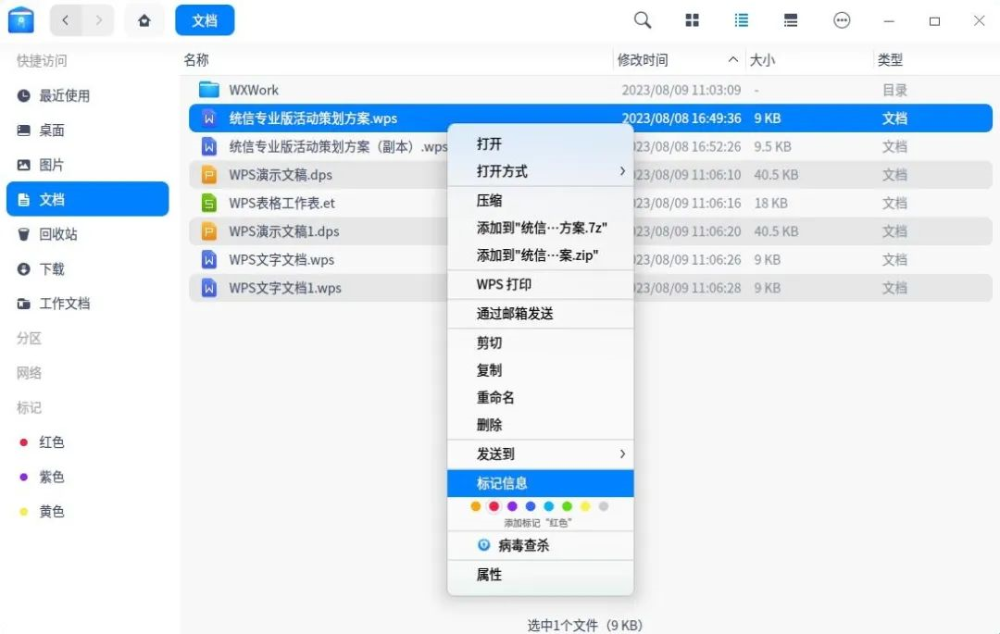 文档
快捷访问
最近使用
桌面
图片
文档
回收站
下载
工作文档
分区
网络
标记
红色
紫色
黄色
名称 修改时间 大小 类型
WXWork 2023/08/09 11:03:09 - 目录
统信专业版活动策划方案.wps 2023/08/08 16:49:36 9 KB 文档
统信专业版活动策划方案（副本）.wps 23/08/08 16:52:26 9.5 KB 文档
WPS演示文稿.dps 23/08/09 11:06:10 40.5 KB 文档
WPS表格工作表.et 23/08/09 11:06:16 18 KB 文档
WPS演示文稿1.dps 23/08/09 11:06:20 40.5 KB 文档
WPS文字文档.wps 23/08/09 11:06:26 9 KB 文档
WPS文字文档1.wps 23/08/09 11:06:28 9 KB 文档
打开
打开方式
压缩
添加到"统信…方案.7z"
添加到"统信…案.zip"
WPS 打印
通过邮箱发送
剪切
复制
重命名
删除
发送到
标记信息
添加标记 "红色"
病毒查杀
属性
选中1个文件（9 KB）